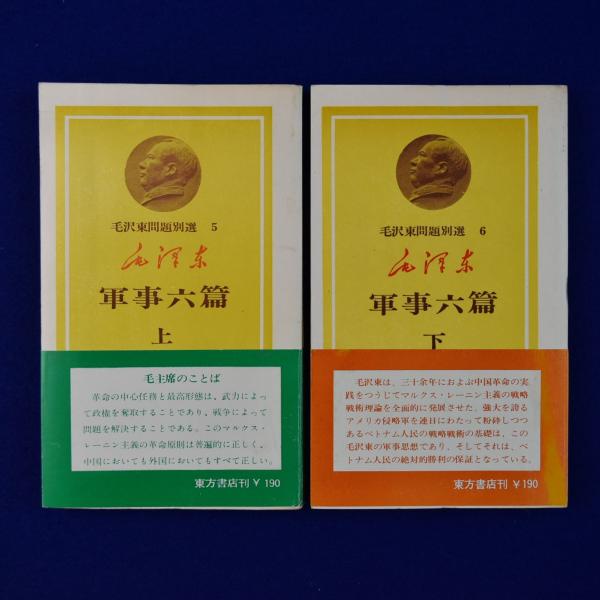 毛沢東問題別選 5
毛泽东
軍事六篇
上
毛主席のことば
革命の中心任務と最高形態は、武力によっ
て政権を奪取することであり、戦争によって
問題を解決することである。このマルクス・
レーニン主義の革命原則は普遍的に正しく、
中国においても外国においてもすべて正しい。
東方書店刊 ¥ 190
毛沢東問題別選 6
毛泽东
軍事六篇
下
毛沢東は、三十余年におよぶ中国革命の実
践をつうじてマルクス・レーニン主義の戦略
戦術理論を全面的に発展させた。強大を誇る
アメリカ侵略軍を連日にわたって粉砕しつつ
あるベトナム人民の戦略戦術の基礎は、この
毛沢東の軍事思想であり、そしてそれは、ベ
トナム人民の絶対的勝利の保証となっている。
東方書店刊 ¥ 190